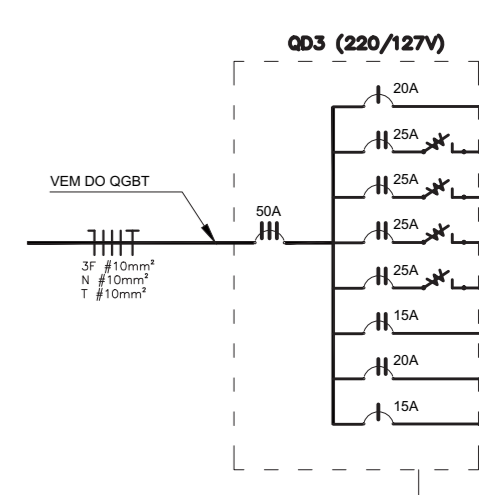 QD3 (220/127V)
20A
25A
25A
VEM DO QGBT
50A
25A
3F #10mm²
N #10mm²
T #10mm²
25A
15A
20A
15A